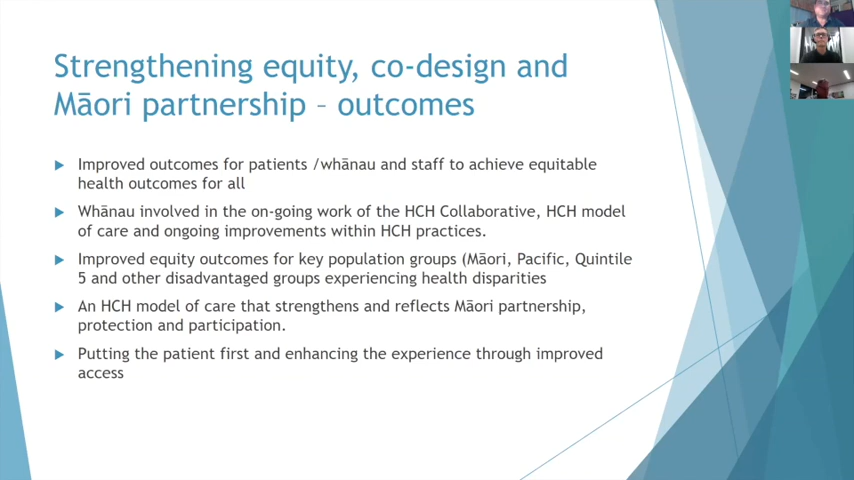 Strengthening equity, co-design and
Māori partnership – outcomes
Improved outcomes for patients /whānau and staff to achieve equitable
health outcomes for all
Whānau involved in the on-going work of the HCH Collaborative, HCH model
of care and ongoing improvements within HCH practices.
Improved equity outcomes for key population groups (Māori, Pacific, Quintile
5 and other disadvantaged groups experiencing health disparities
An HCH model of care that strengthens and reflects Māori partnership,
protection and participation.
Putting the patient first and enhancing the experience through improved
access